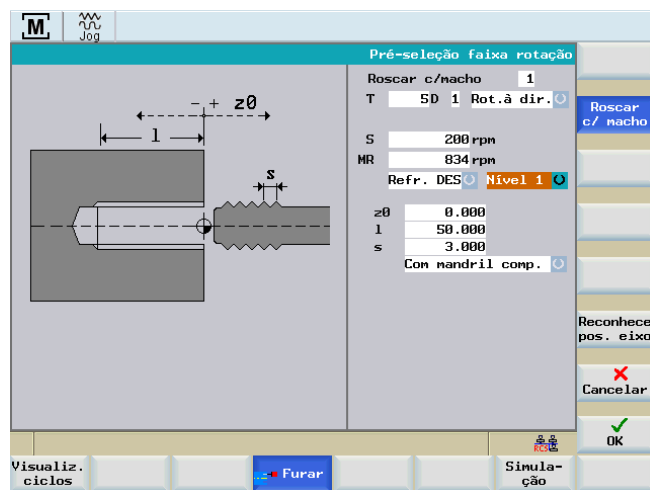 M
Jog
Pré-seleção faixa rotação
- + z0
l
s
Roscar c/macho 1
T 5 D 1 Rot.à dir.
S 200 rpm
MR 834 rpm
Refr. DES Nível 1
z0 0.000
l 50.000
s 3.000
Com mandril comp.
Roscar
c/ macho
Reconhece
pos. eixo
Cancelar
OK
RCS
Visualiz.
ciclos
Furar
Simula-
ção